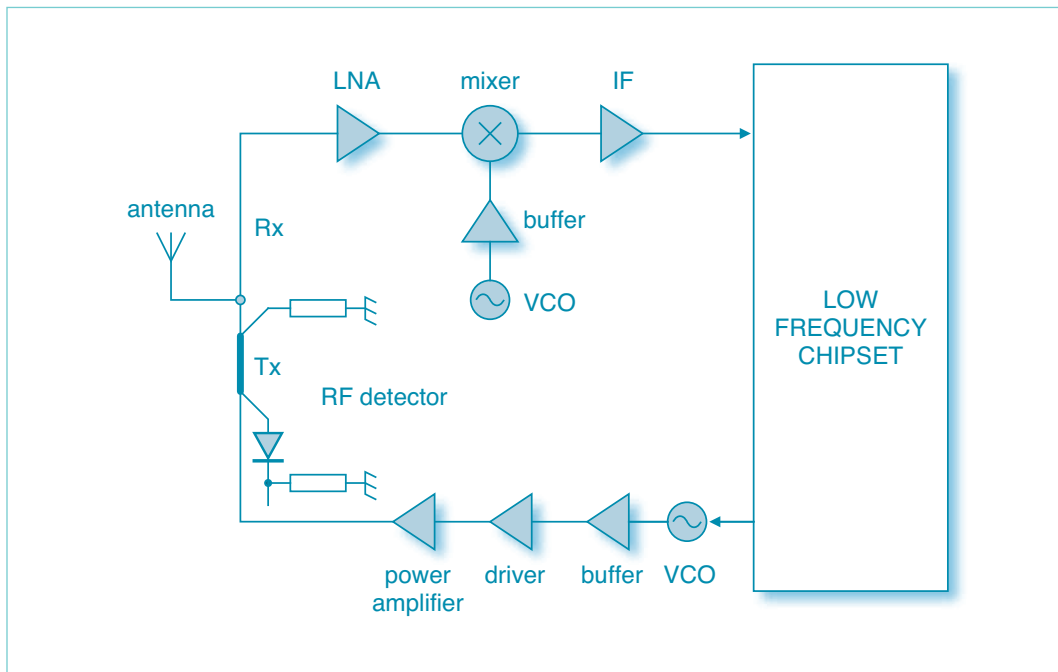 LNA
mixer
IF
antenna
Rx
buffer
VCO
Tx
RF detector
LOW
FREQUENCY
CHIPSET
power
amplifier
driver
buffer
VCO